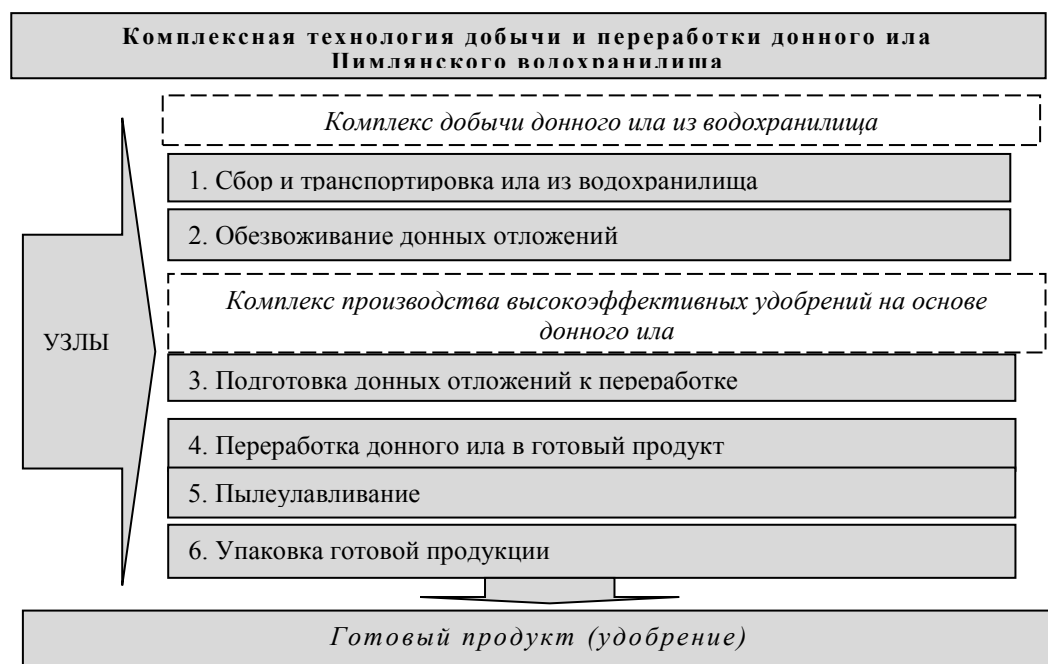 Комплексная технология добычи и переработки донного ила
Цимлянского водохранилища
Комплекс добычи донного ила из водохранилища
1. Сбор и транспортировка ила из водохранилища
2. Обезвоживание донных отложений
Комплекс производства высокоэффективных удобрений на основе
донного ила
УЗЛЫ
3. Подготовка донных отложений к переработке
4. Переработка донного ила в готовый продукт
5. Пылеулавливание
6. Упаковка готовой продукции
Готовый продукт (удобрение)